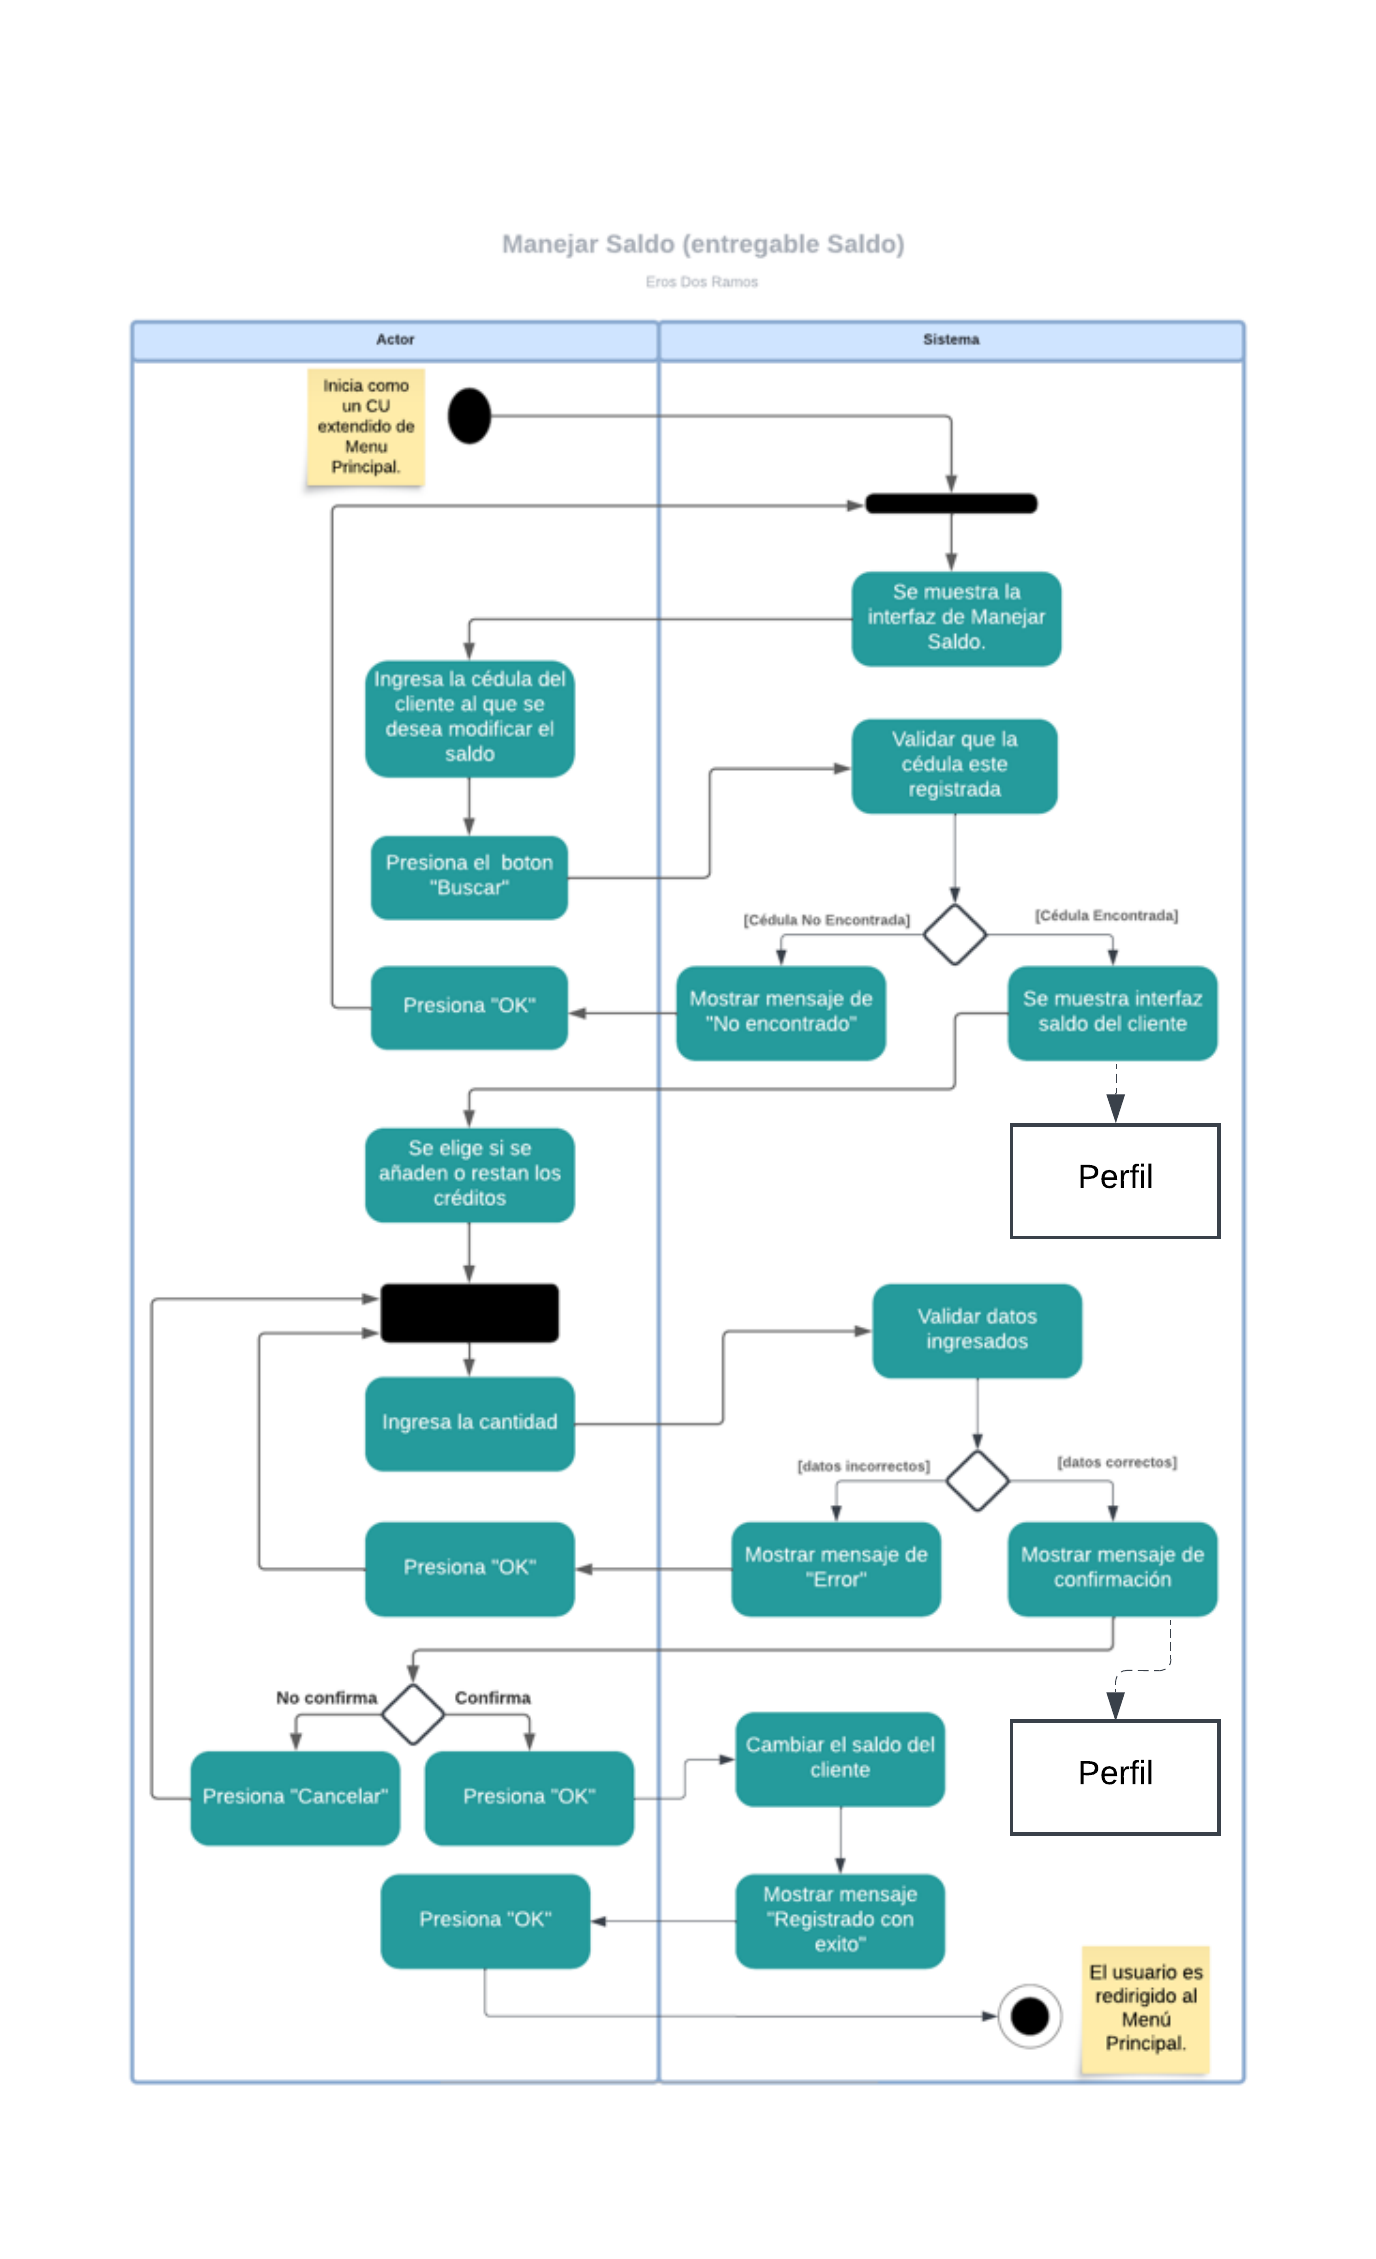 Manejar Saldo (entregable Saldo)
Eros Dos Ramos
Actor
Sistema
Inicia como
un CU
extendido de
Menu
Principal.
Se muestra la
interfaz de Manejar
Saldo.
Ingresa la cédula del
cliente al que se
desea modificar el
saldo
Validar que la
cédula este
registrada
Presiona el  boton
"Buscar"
[Cédula No Encontrada]
[Cédula Encontrada]
Presiona "OK"
Mostrar mensaje de
"No encontrado"
Se muestra interfaz
saldo del cliente
Se elige si se
añaden o restan los
créditos
Perfil
Validar datos
ingresados
Ingresa la cantidad
[datos incorrectos]
[datos correctos]
Presiona "OK"
Mostrar mensaje de
"Error"
Mostrar mensaje de
confirmación
No confirma
Confirma
Presiona "Cancelar"
Presiona "OK"
Cambiar el saldo del
cliente
Perfil
Presiona "OK"
Mostrar mensaje
"Registrado con
exito"
El usuario es
redirigido al
Menú
Principal.